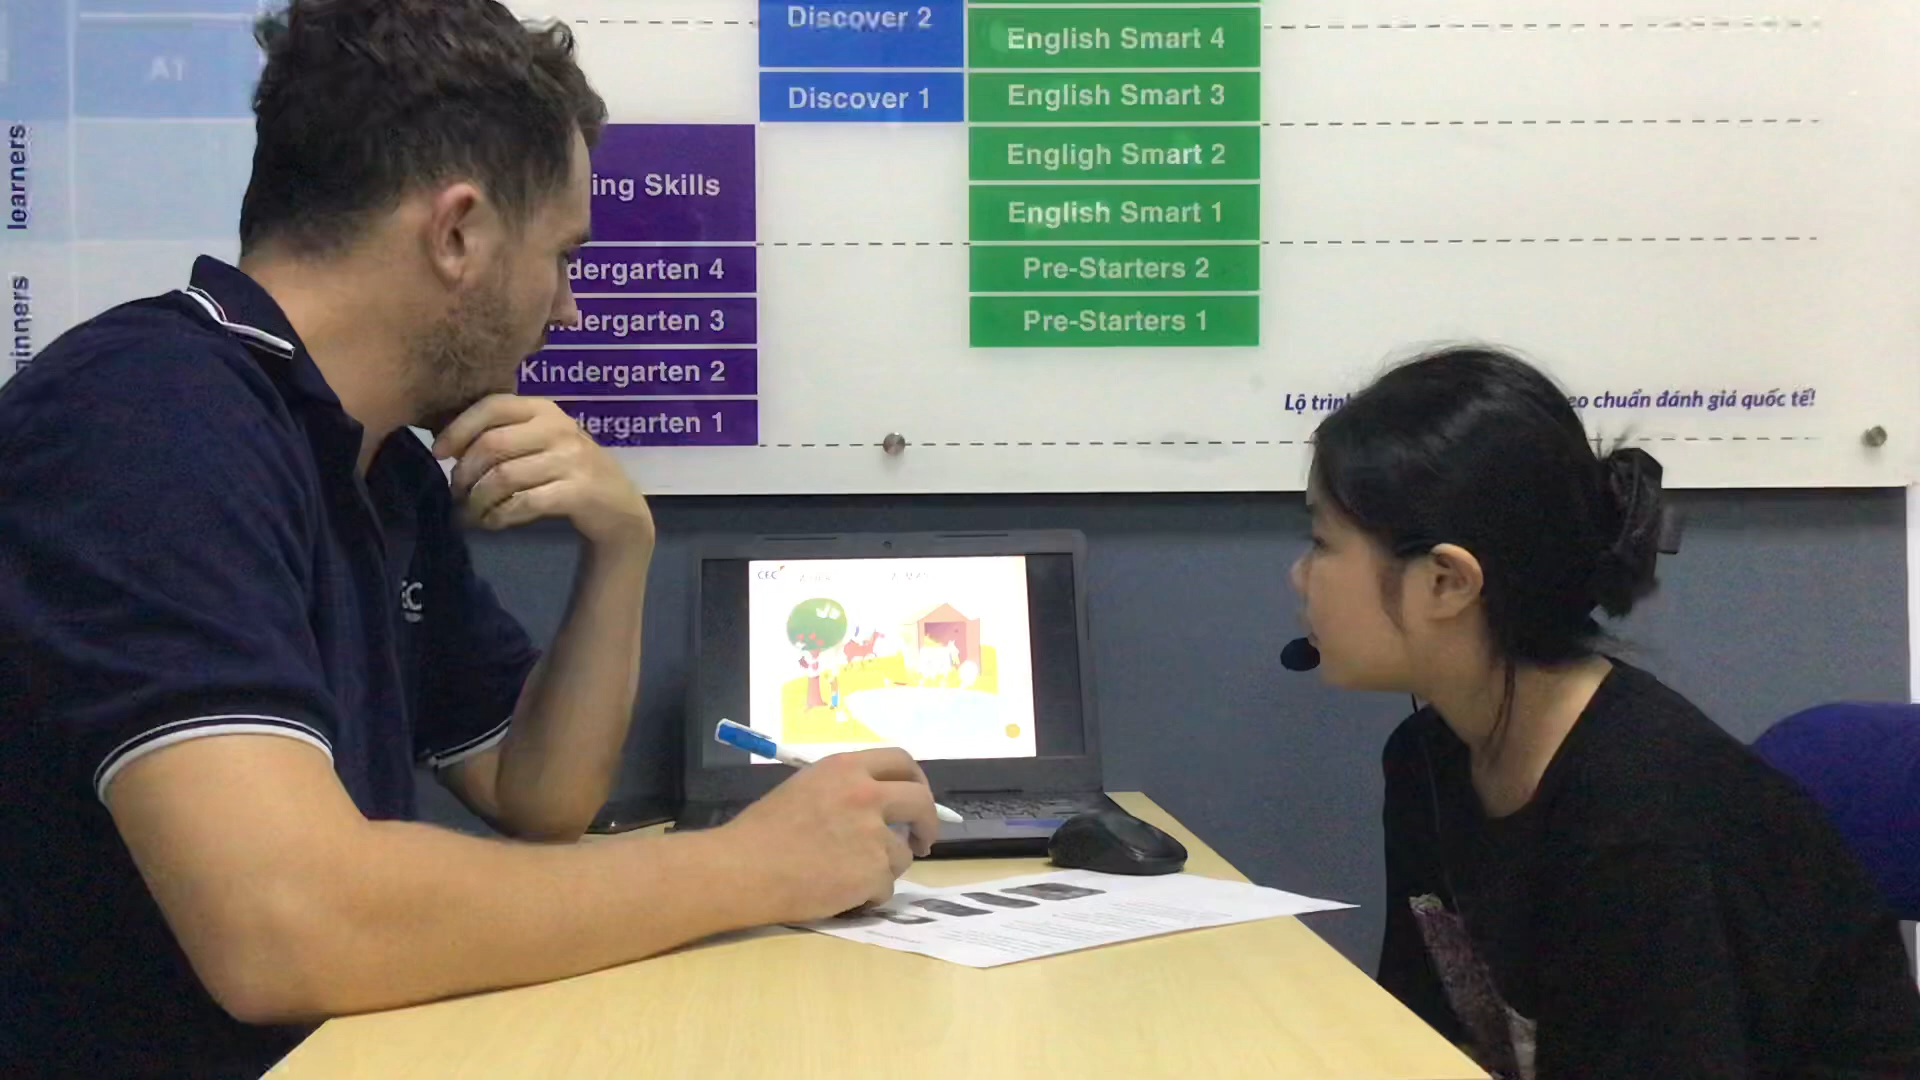 A1
learners
Discover 2
Discover 1
English Smart 4
English Smart 3
Engligh Smart 2
English Smart 1
Pre-Starters 2
Pre-Starters 1
ing Skills
dergarten 4
dergarten 3
Kindergarten 2
dergarten 1
inners
Lộ trìn
eo chuẩn đánh giá quốc tế!
CEC